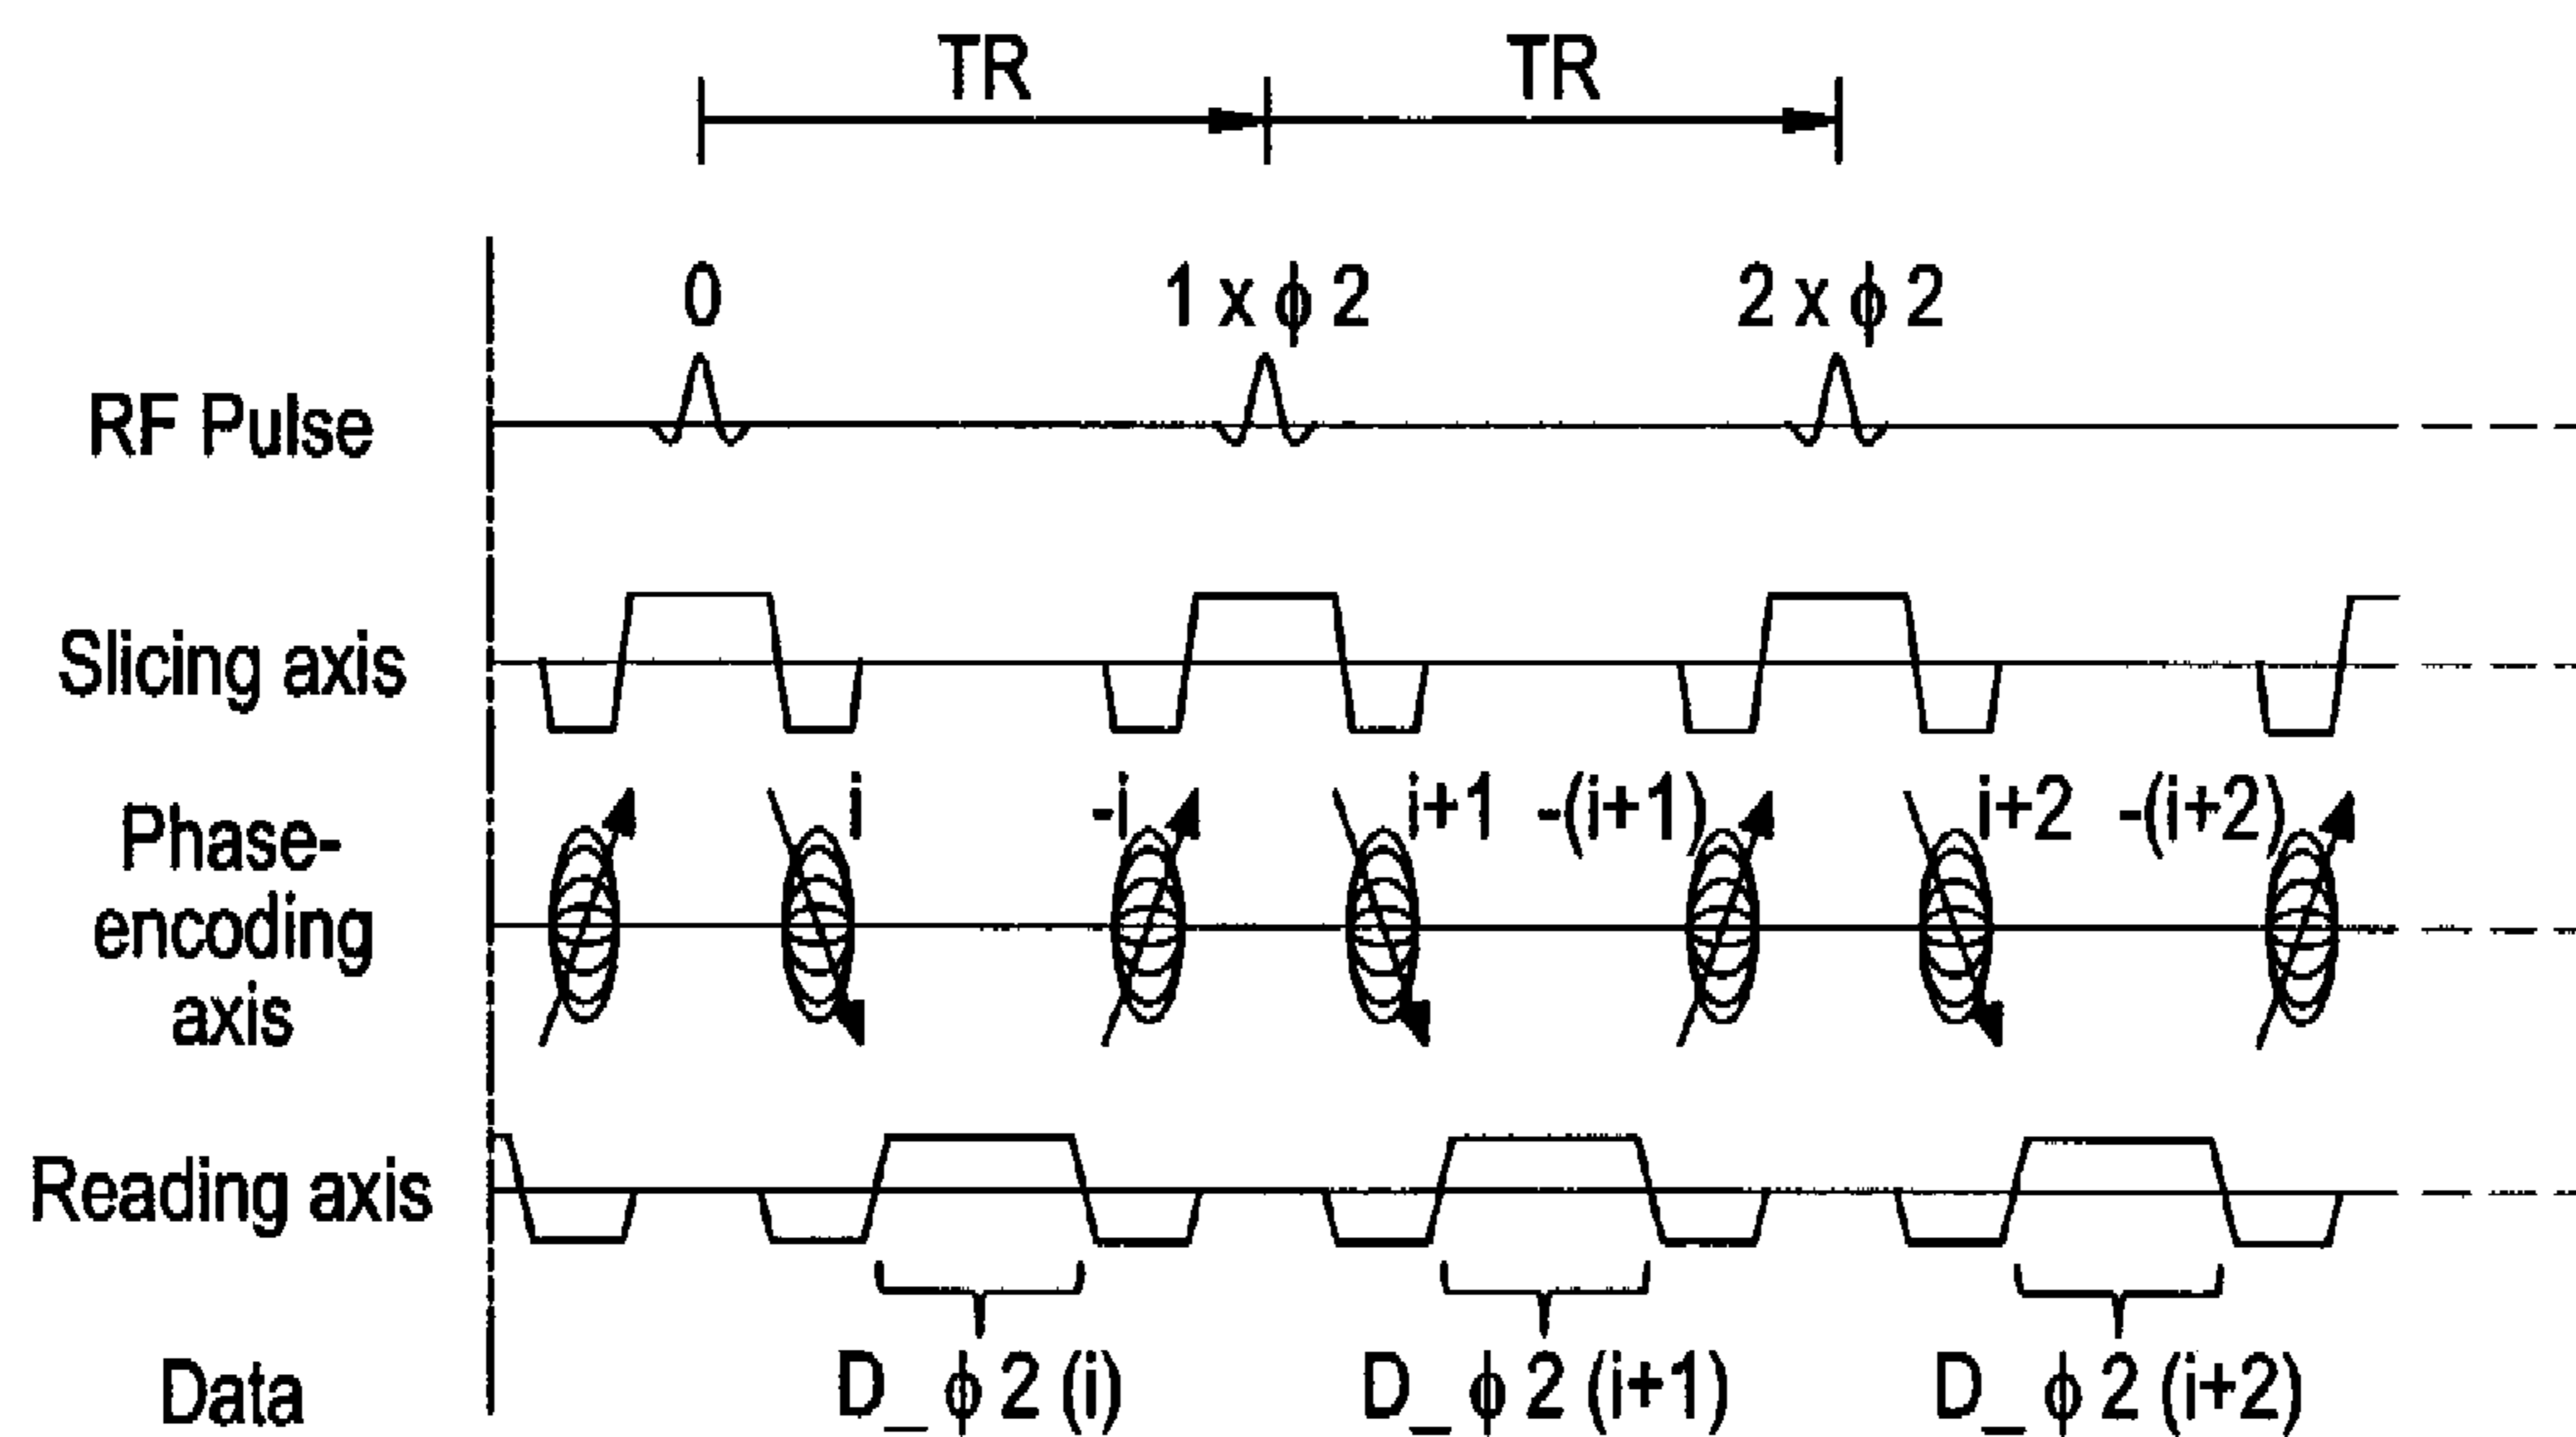 TR TR
0 1 x ϕ 2 2 x ϕ 2
RF Pulse
Slicing axis
i -i i+1 -(i+1) i+2 -(i+2)
Phase-
encoding
axis
Reading axis
Data D_ ϕ 2 (i) D_ ϕ 2 (i+1) D_ ϕ 2 (i+2)